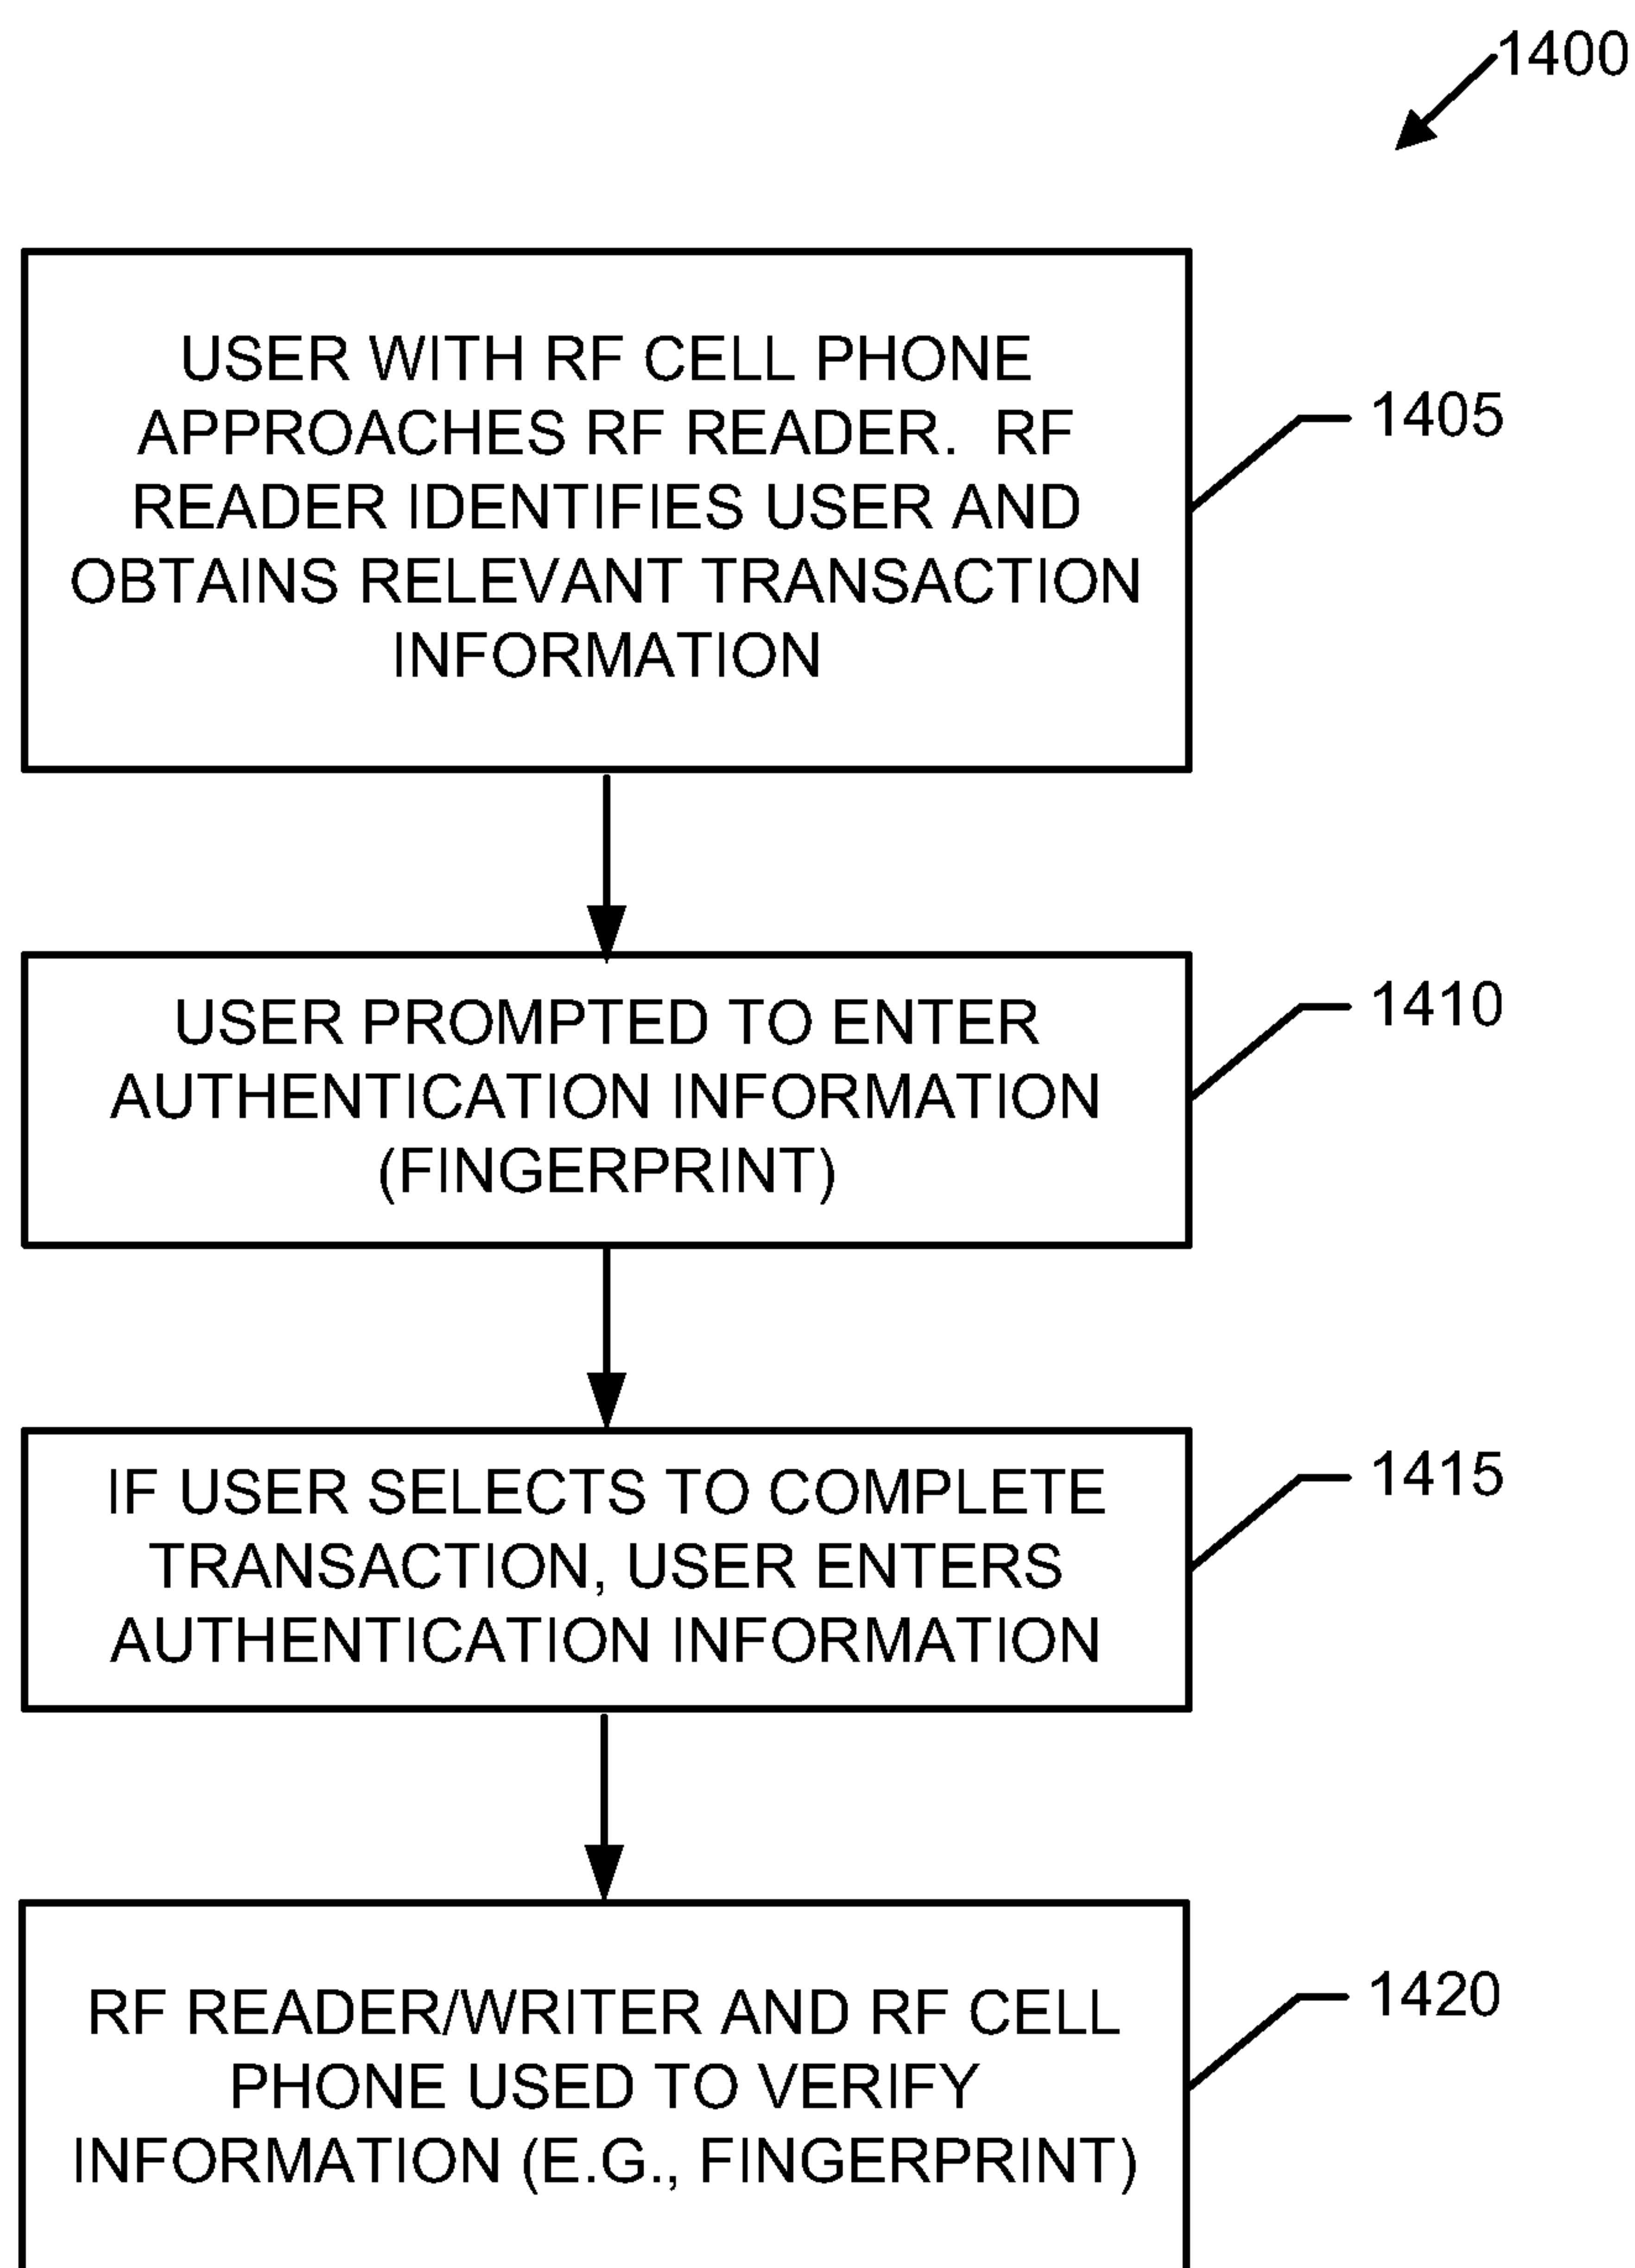 1400
USER WITH RF CELL PHONE
APPROACHES RF READER. RF
READER IDENTIFIES USER AND
OBTAINS RELEVANT TRANSACTION
INFORMATION
1405
USER PROMPTED TO ENTER
AUTHENTICATION INFORMATION
(FINGERPRINT)
1410
IF USER SELECTS TO COMPLETE
TRANSACTION, USER ENTERS
AUTHENTICATION INFORMATION
1415
RF READER/WRITER AND RF CELL
PHONE USED TO VERIFY
INFORMATION (E.G., FINGERPRINT)
1420